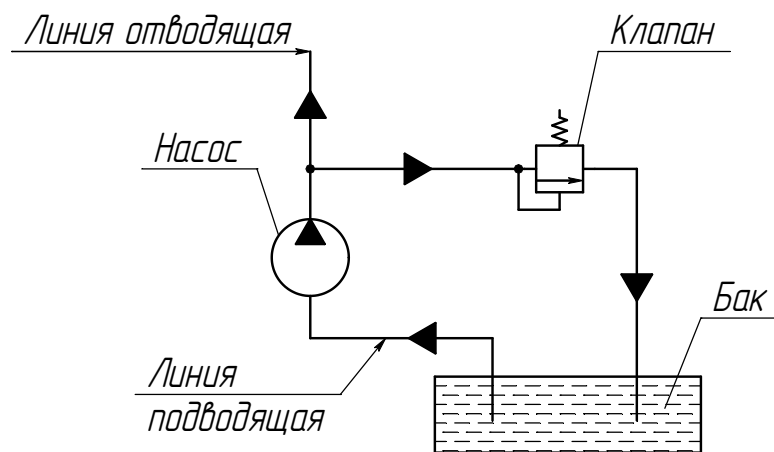 Линия отводящая
Клапан
Насос
Бак
Линия
подводящая